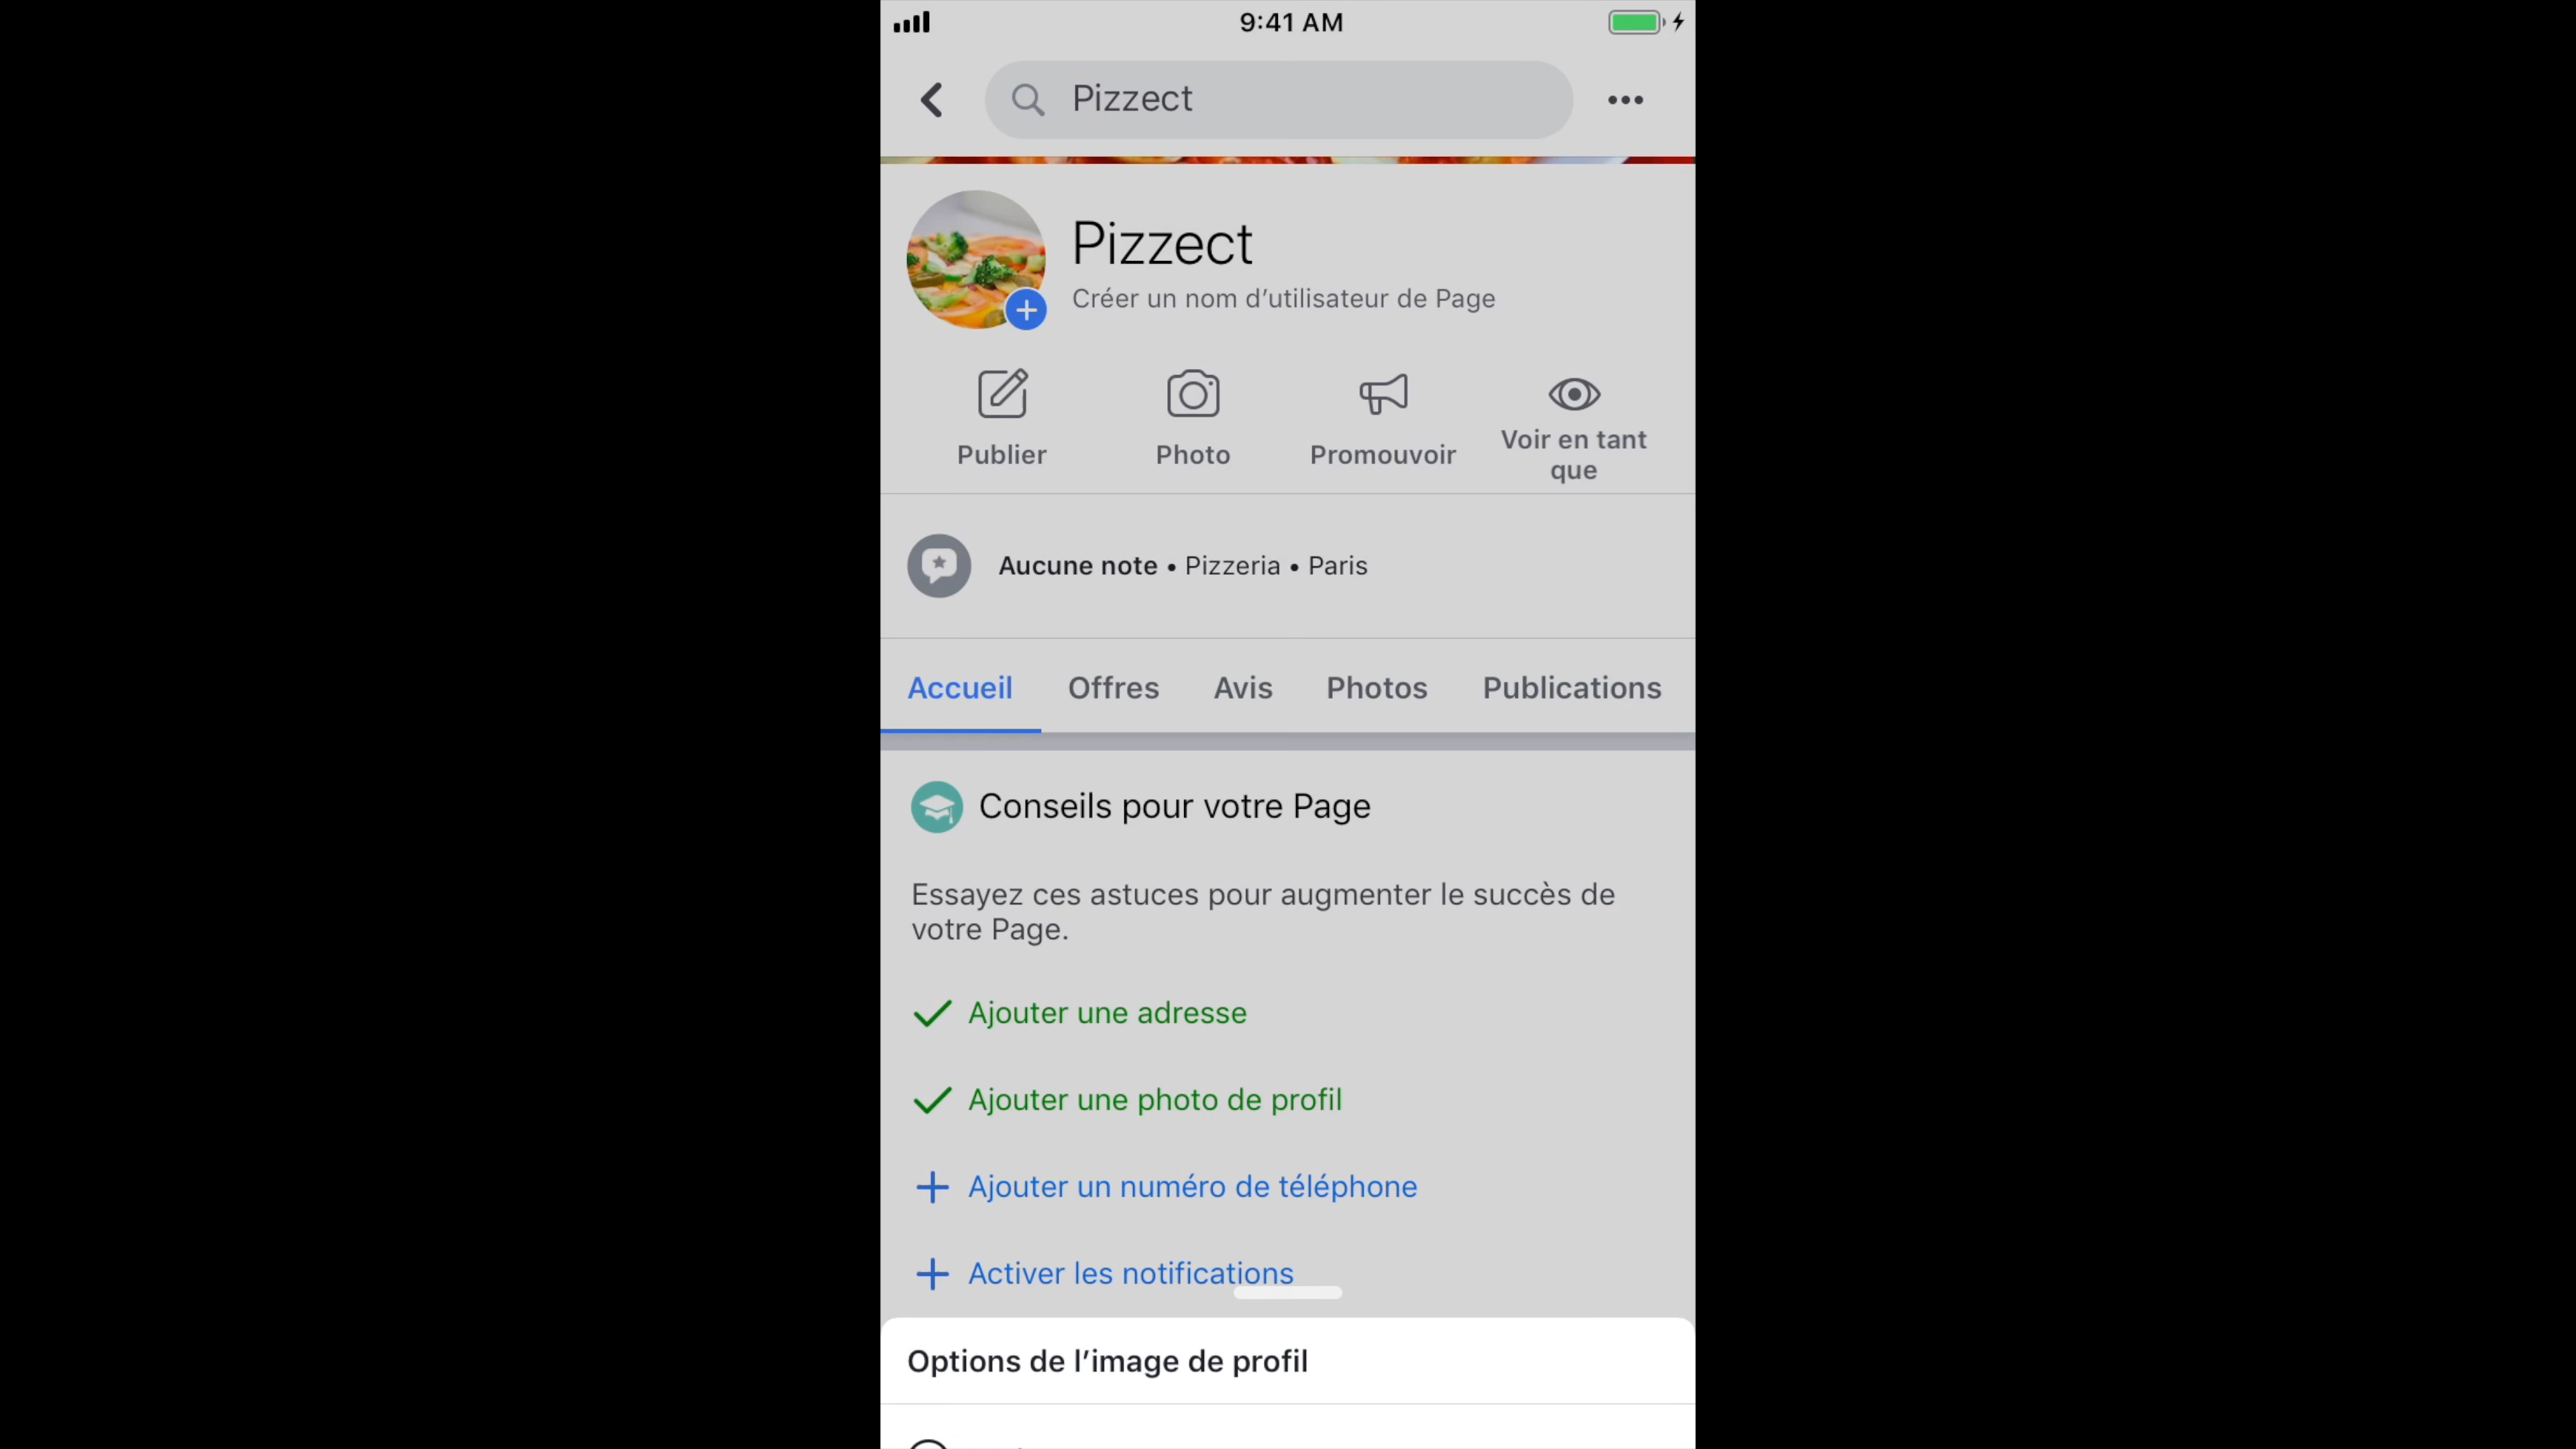 9:41 AM
Pizzect
Pizzect
Créer un nom d’utilisateur de Page
Publier
Photo
Promouvoir
Voir en tant
que
Aucune note • Pizzeria • Paris
Accueil
Offres
Avis
Photos
Publications
Conseils pour votre Page
Essayez ces astuces pour augmenter le succès de
votre Page.
Ajouter une adresse
Ajouter une photo de profil
Ajouter un numéro de téléphone
Activer les notifications
Options de l’image de profil